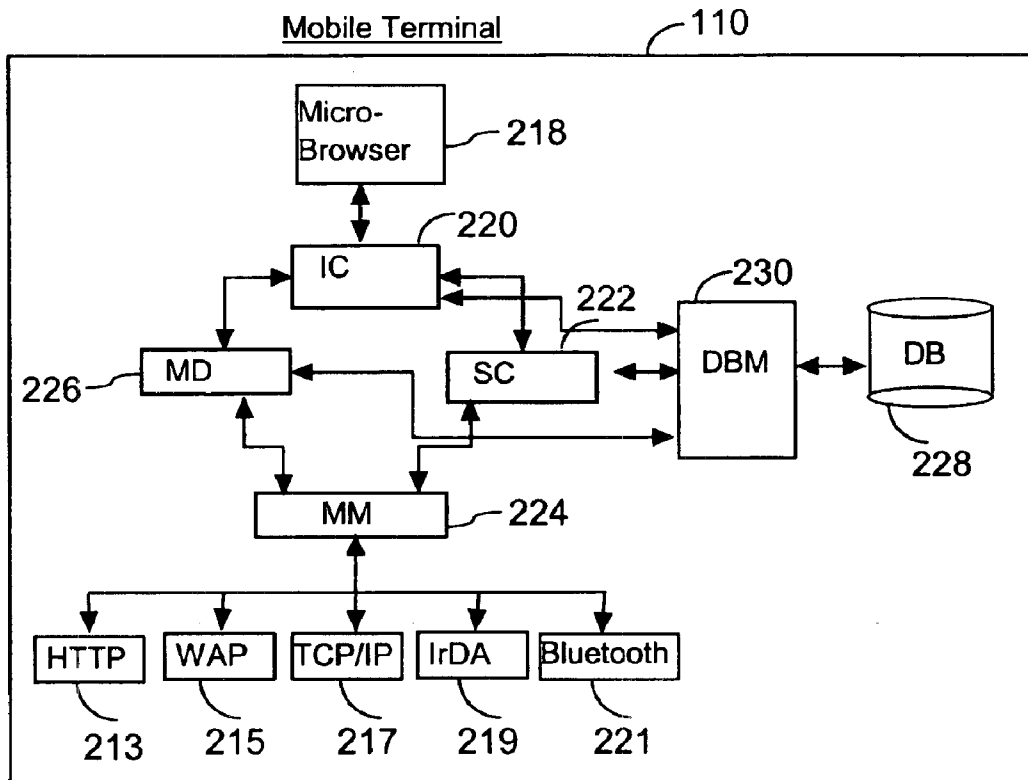 Mobile Terminal
110
Micro-
Browser
218
220
IC
222
230
MD
226
SC
DBM
DB
228
MM
224
HTTP
WAP
TCP/IP
IrDA
Bluetooth
213
215
217
219
221